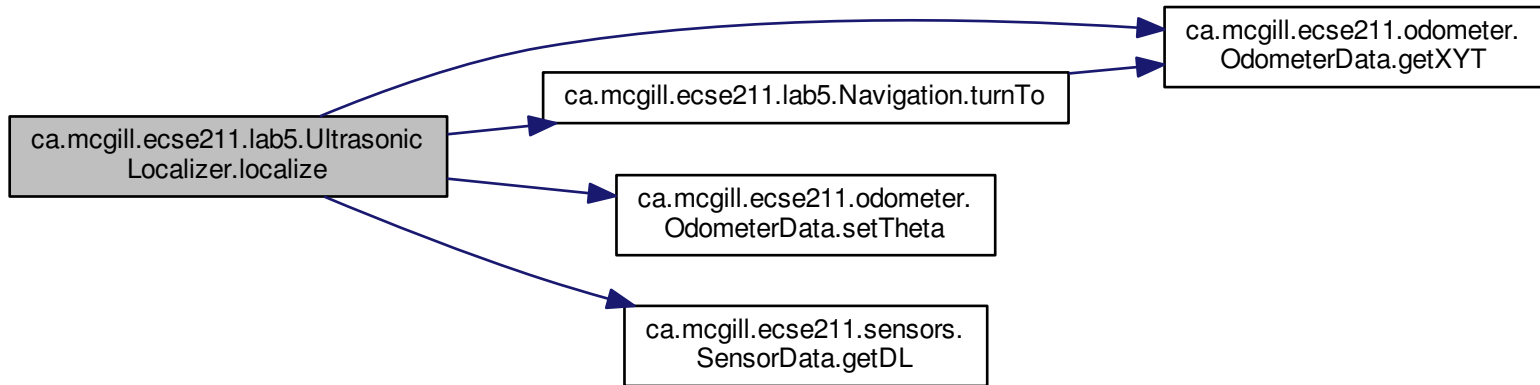 ca.mcgill.ecse211.lab5.Ultrasonic
Localizer.localize
ca.mcgill.ecse211.odometer.
OdometerData.getXYT
ca.mcgill.ecse211.lab5.Navigation.turnTo
ca.mcgill.ecse211.odometer.
OdometerData.setTheta
ca.mcgill.ecse211.sensors.
SensorData.getDL